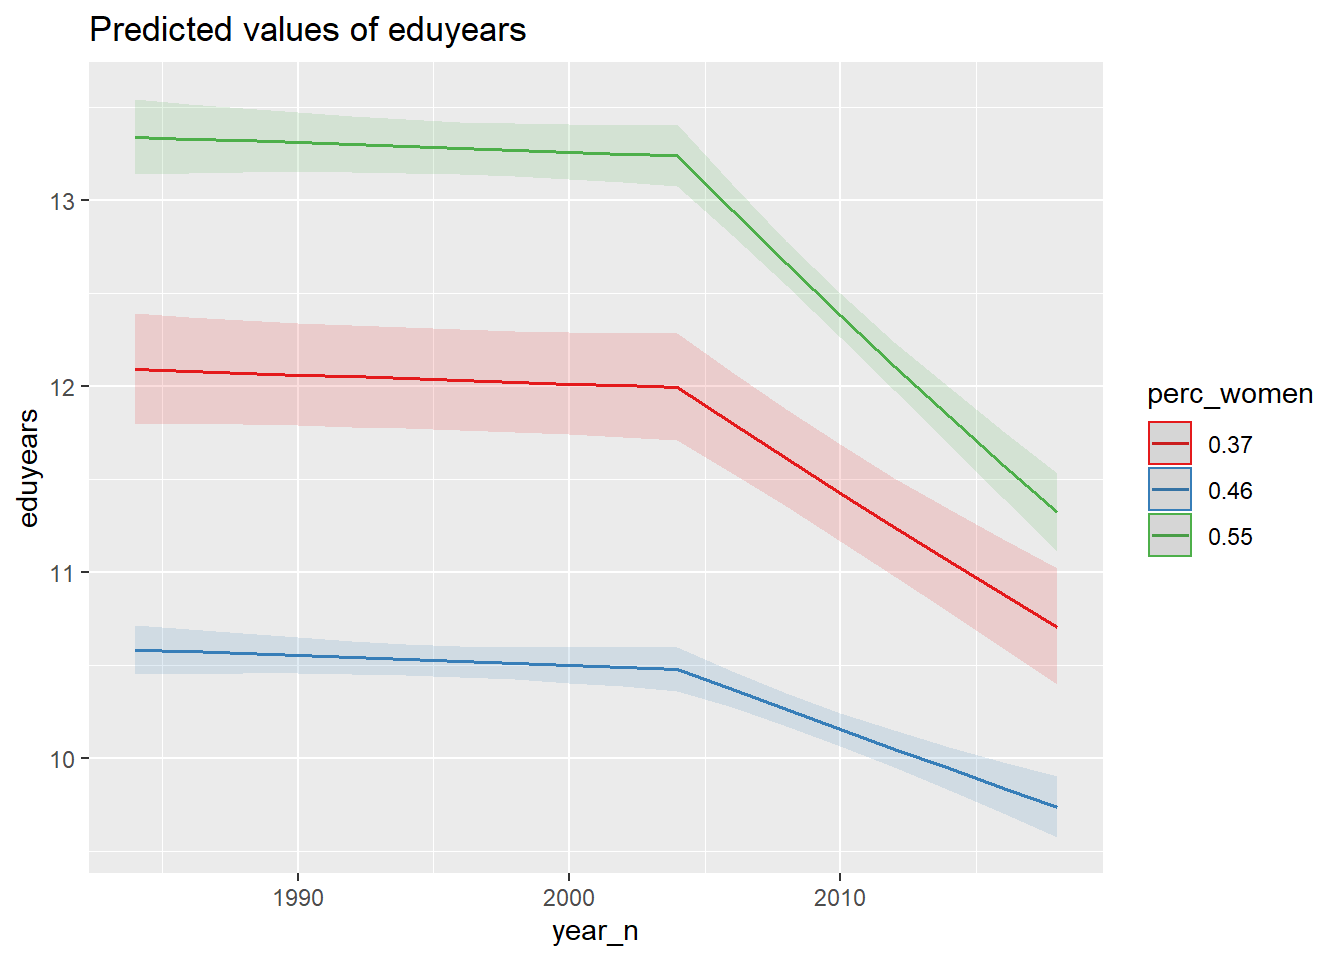 Predicted values of eduyears
eduyears
13
12
11
10
1990
2000
2010
year_n
perc_women
0.37
0.46
0.55